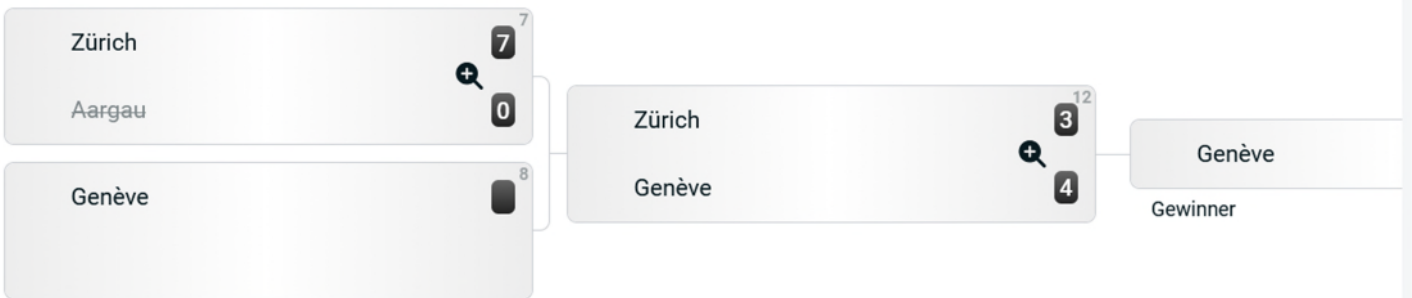 7
Zürich 7
Aargau 0
8
Genève
12
Zürich 3
Genève 4
Genève
Gewinner